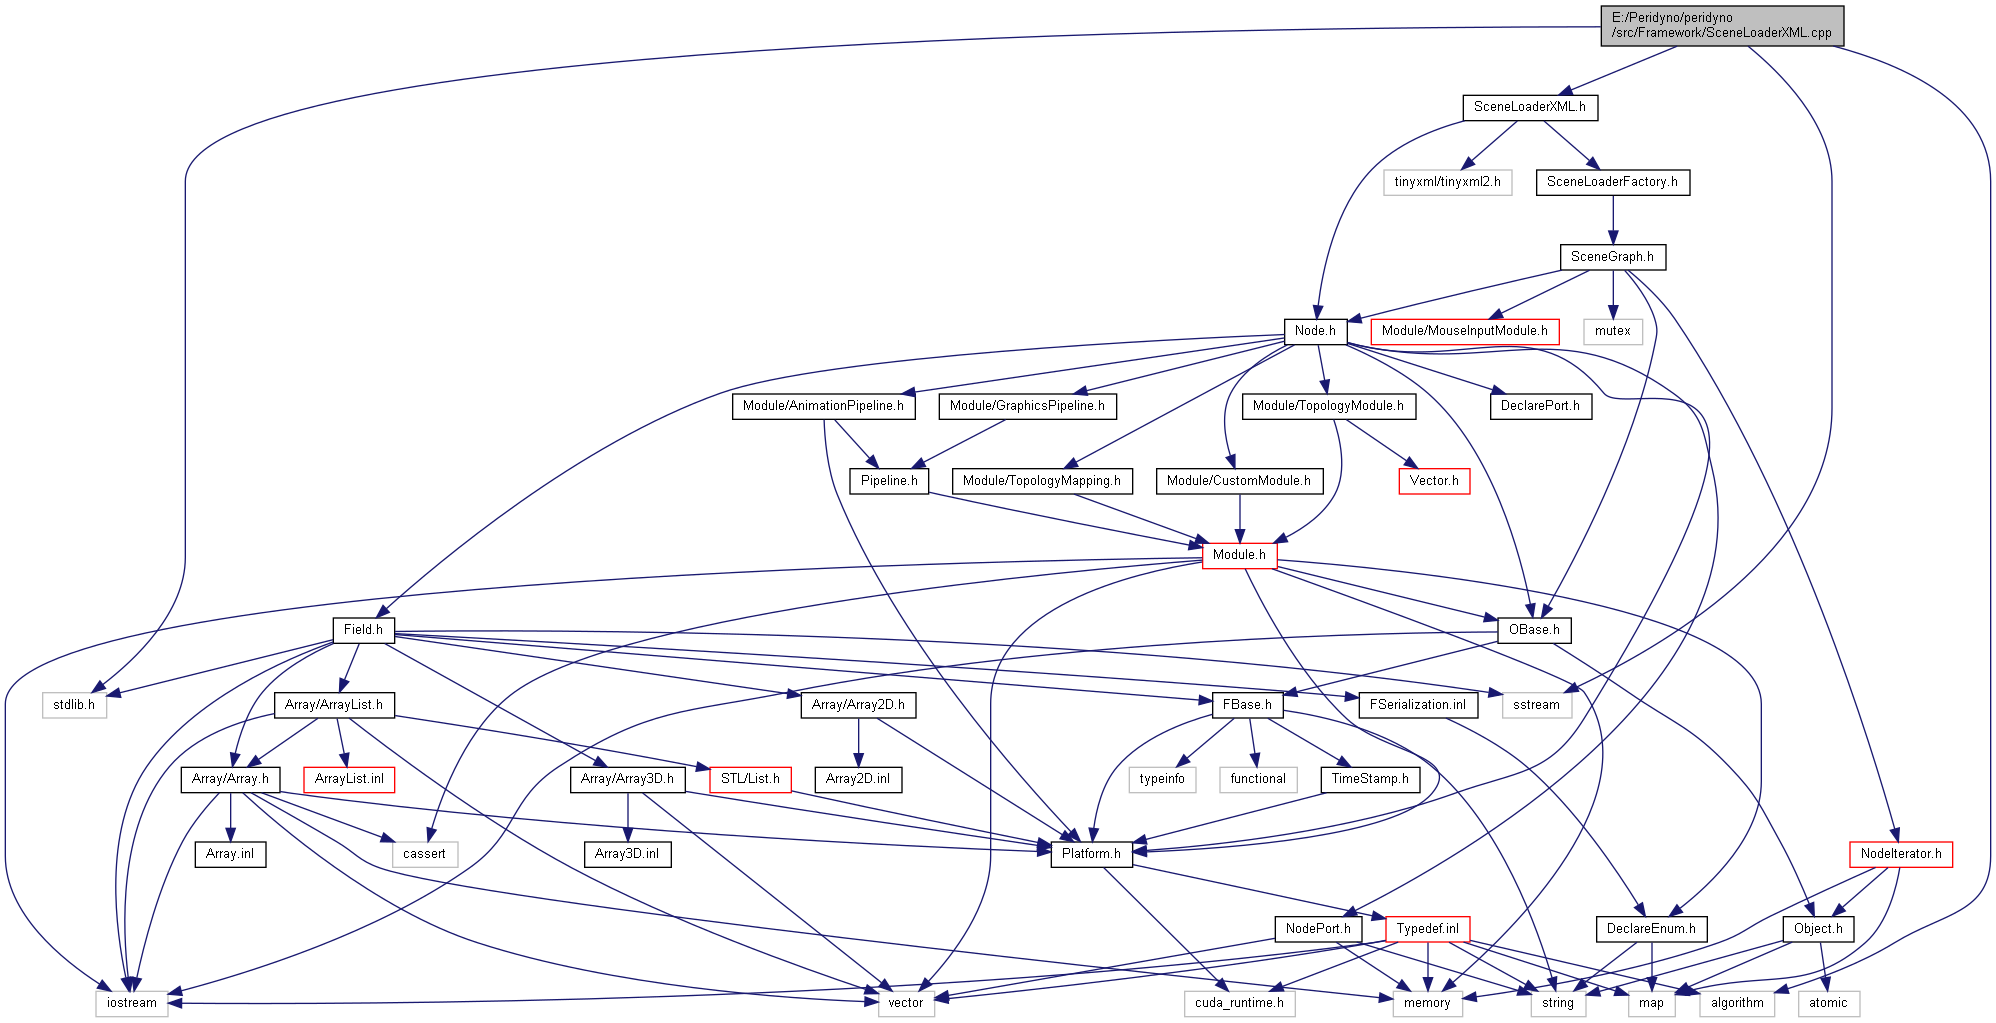 E:/Peridyno/peridyno
/src/Framework/SceneLoaderXML.cpp
SceneLoaderXML.h
tinyxml/tinyxml2.h
SceneLoaderFactory.h
SceneGraph.h
Node.h
Module/MouseInputModule.h
mutex
Module/AnimationPipeline.h
Module/GraphicsPipeline.h
Module/TopologyModule.h
DeclarePort.h
Pipeline.h
Module/TopologyMapping.h
Module/CustomModule.h
Vector.h
Module.h
Field.h
OBase.h
stdlib.h
Array/ArrayList.h
Array/Array2D.h
FBase.h
FSerialization.inl
sstream
Array/Array.h
ArrayList.inl
Array/Array3D.h
STL/List.h
Array2D.inl
typeinfo
functional
TimeStamp.h
Array.inl
cassert
Array3D.inl
Platform.h
NodeIterator.h
NodePort.h
Typedef.inl
DeclareEnum.h
Object.h
iostream
vector
cuda_runtime.h
memory
string
map
algorithm
atomic